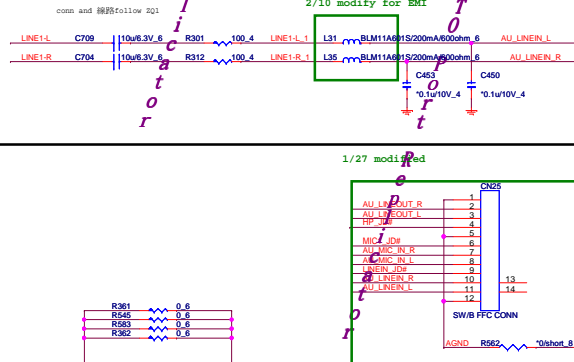 2/10 modify for EMI
conn and 線路follow ZQ1
LINE1-L C709 10u/6.3V_6 R301 100_4 LINE1-L_1 L31 BLM11A601S/200mA/600ohm_6 AU_LINEIN_L
LINE1-R C704 10u/6.3V_6 R312 100_4 LINE1-R_1 L35 BLM11A601S/200mA/600ohm_6 AU_LINEIN_R
C453 C450
*0.1u/10V_4 *0.1u/10V_4
1/27 modified
CN25
1
AU_LINEOUT_R 2
AU_LINEOUT_L 3
HP_JD# 4
5
MIC1_JD# 6
AU_MIC_IN_R 7
AU_MIC_IN_L 8
LINEIN_JD# 9
AU_LINEIN_R 10 13
AU_LINEIN_L 11 14
12
SW/B FFC CONN
R361 0_6
R545 0_6
R583 0_6
R362 0_6
AGND R562 *0/short_8
icator
To Port
Replicator